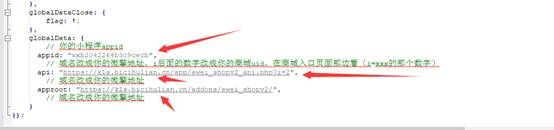 },
globalDataClose: {
flag: !1
},
globalData: {
// 你的小程序appid
appid: "wxb2042264b3c9cecb",
// 域名改成你的微擎地址，i后面的数字改成你的商城uid，在商城入口页面那边看（i=xxx的那个数字）
api: "https://kls.bicihulian.cn/app/ewei_shopv2_api.php?i=2",
// 域名改成你的微擎地址
approot: "https://kls.bicihulian.cn/addons/ewei_shopv2/",
// 域名改成你的微擎地址
}
});